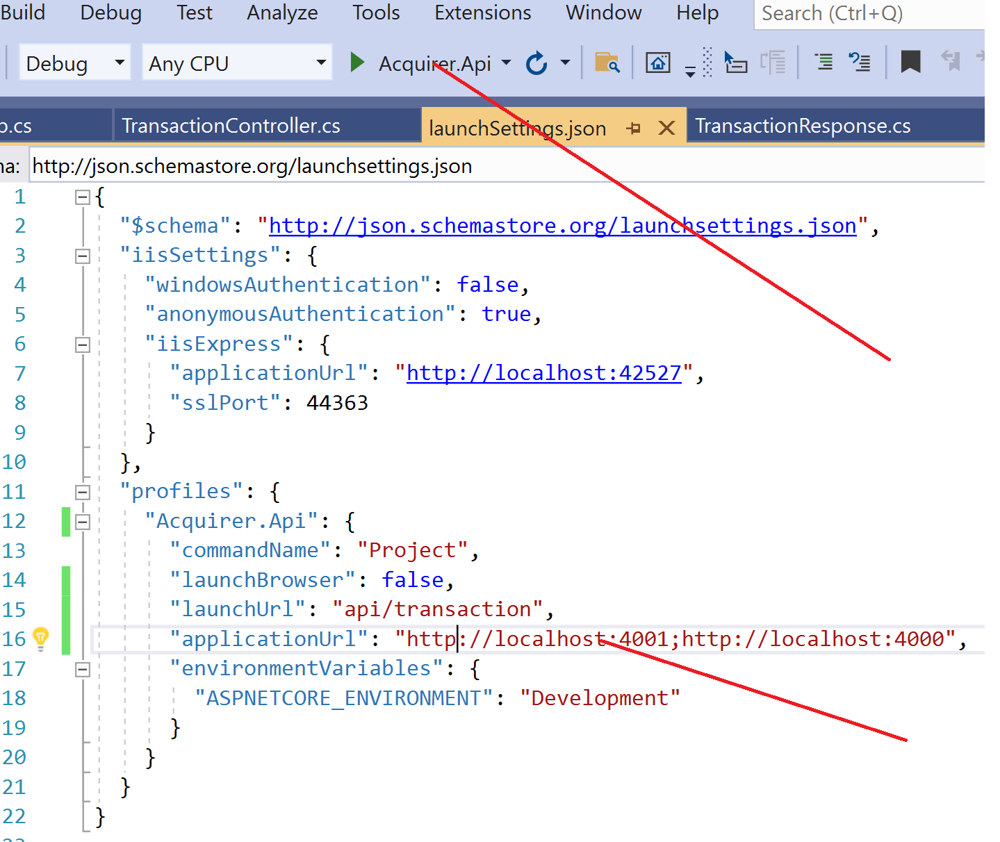 Build Debug Test Analyze Tools Extensions Window Help Search (Ctrl+Q)
Debug Any CPU Acquirer.Api
p.cs TransactionController.cs launchSettings.json TransactionResponse.cs
na: http://json.schemastore.org/launchsettings.json
1 {
2 "$schema": "http://json.schemastore.org/launchsettings.json",
3 "iisSettings": {
4 "windowsAuthentication": false,
5 "anonymousAuthentication": true,
6 "iisExpress": {
7 "applicationUrl": "http://localhost:42527",
8 "sslPort": 44363
9 }
10 },
11 "profiles": {
12 "Acquirer.Api": {
13 "commandName": "Project",
14 "launchBrowser": false,
15 "launchUrl": "api/transaction",
16 "applicationUrl": "http://localhost:4001;http://localhost:4000",
17 "environmentVariables": {
18 "ASPNETCORE_ENVIRONMENT": "Development"
19 }
20 }
21 }
22 }